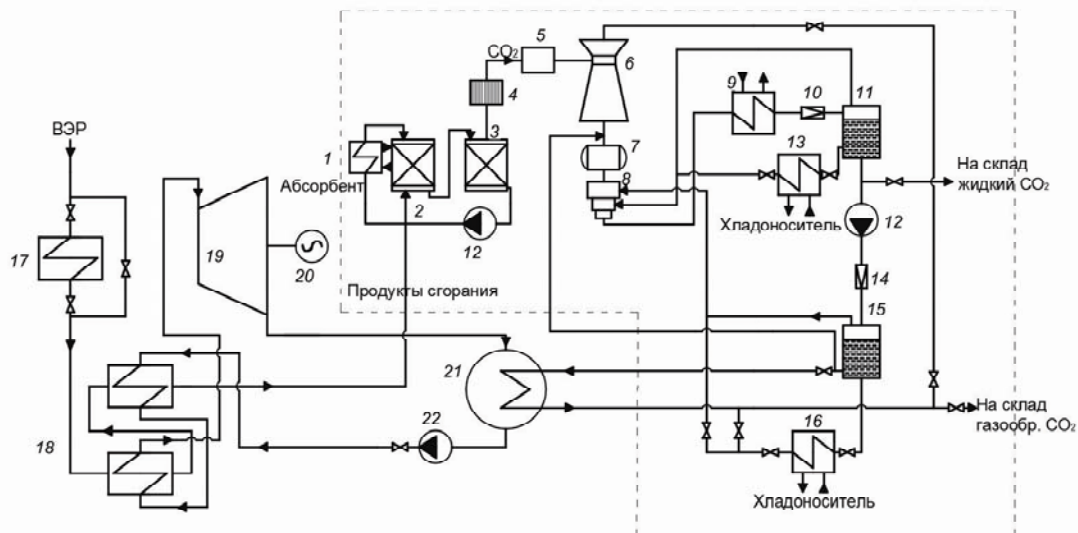 ВЭР
17
18
19
20
21
22
1
Абсорбент
2
3
4
CO₂
5
6
7
8
9
10
11
12
12
13
Хладоноситель
14
15
16
Хладоноситель
Продукты сгорания
На склад
жидкий CO₂
На склад
газообр. CO₂